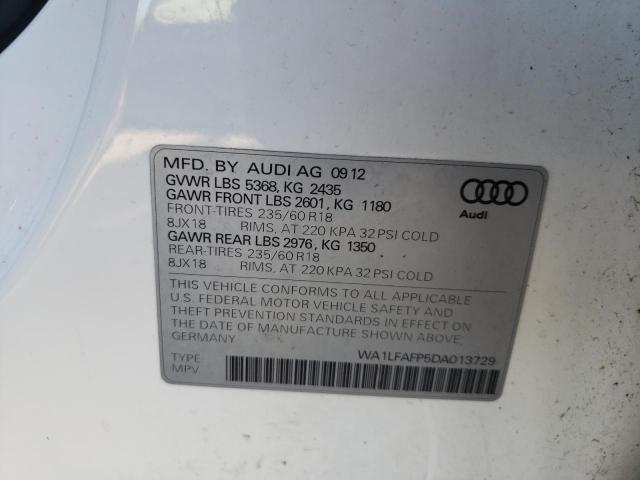 MFD. BY AUDI AG 09 12
GVWR LBS 5368, KG 2435
GAWR FRONT LBS 2601, KG 1180
FRONT-TIRES 235/60 R18
8JX18 RIMS, AT 220 KPA 32 PSI COLD
GAWR REAR LBS 2976, KG 1350
REAR-TIRES 235/60 R18
8JX18 RIMS, AT 220 KPA 32 PSI COLD
Audi
THIS VEHICLE CONFORMS TO ALL APPLICABLE
U.S. FEDERAL MOTOR VEHICLE SAFETY AND
THEFT PREVENTION STANDARDS IN EFFECT ON
THE DATE OF MANUFACTURE SHOWN ABOVE.
GERMANY
WA1LFAFP5DA013729
TYPE
MPV